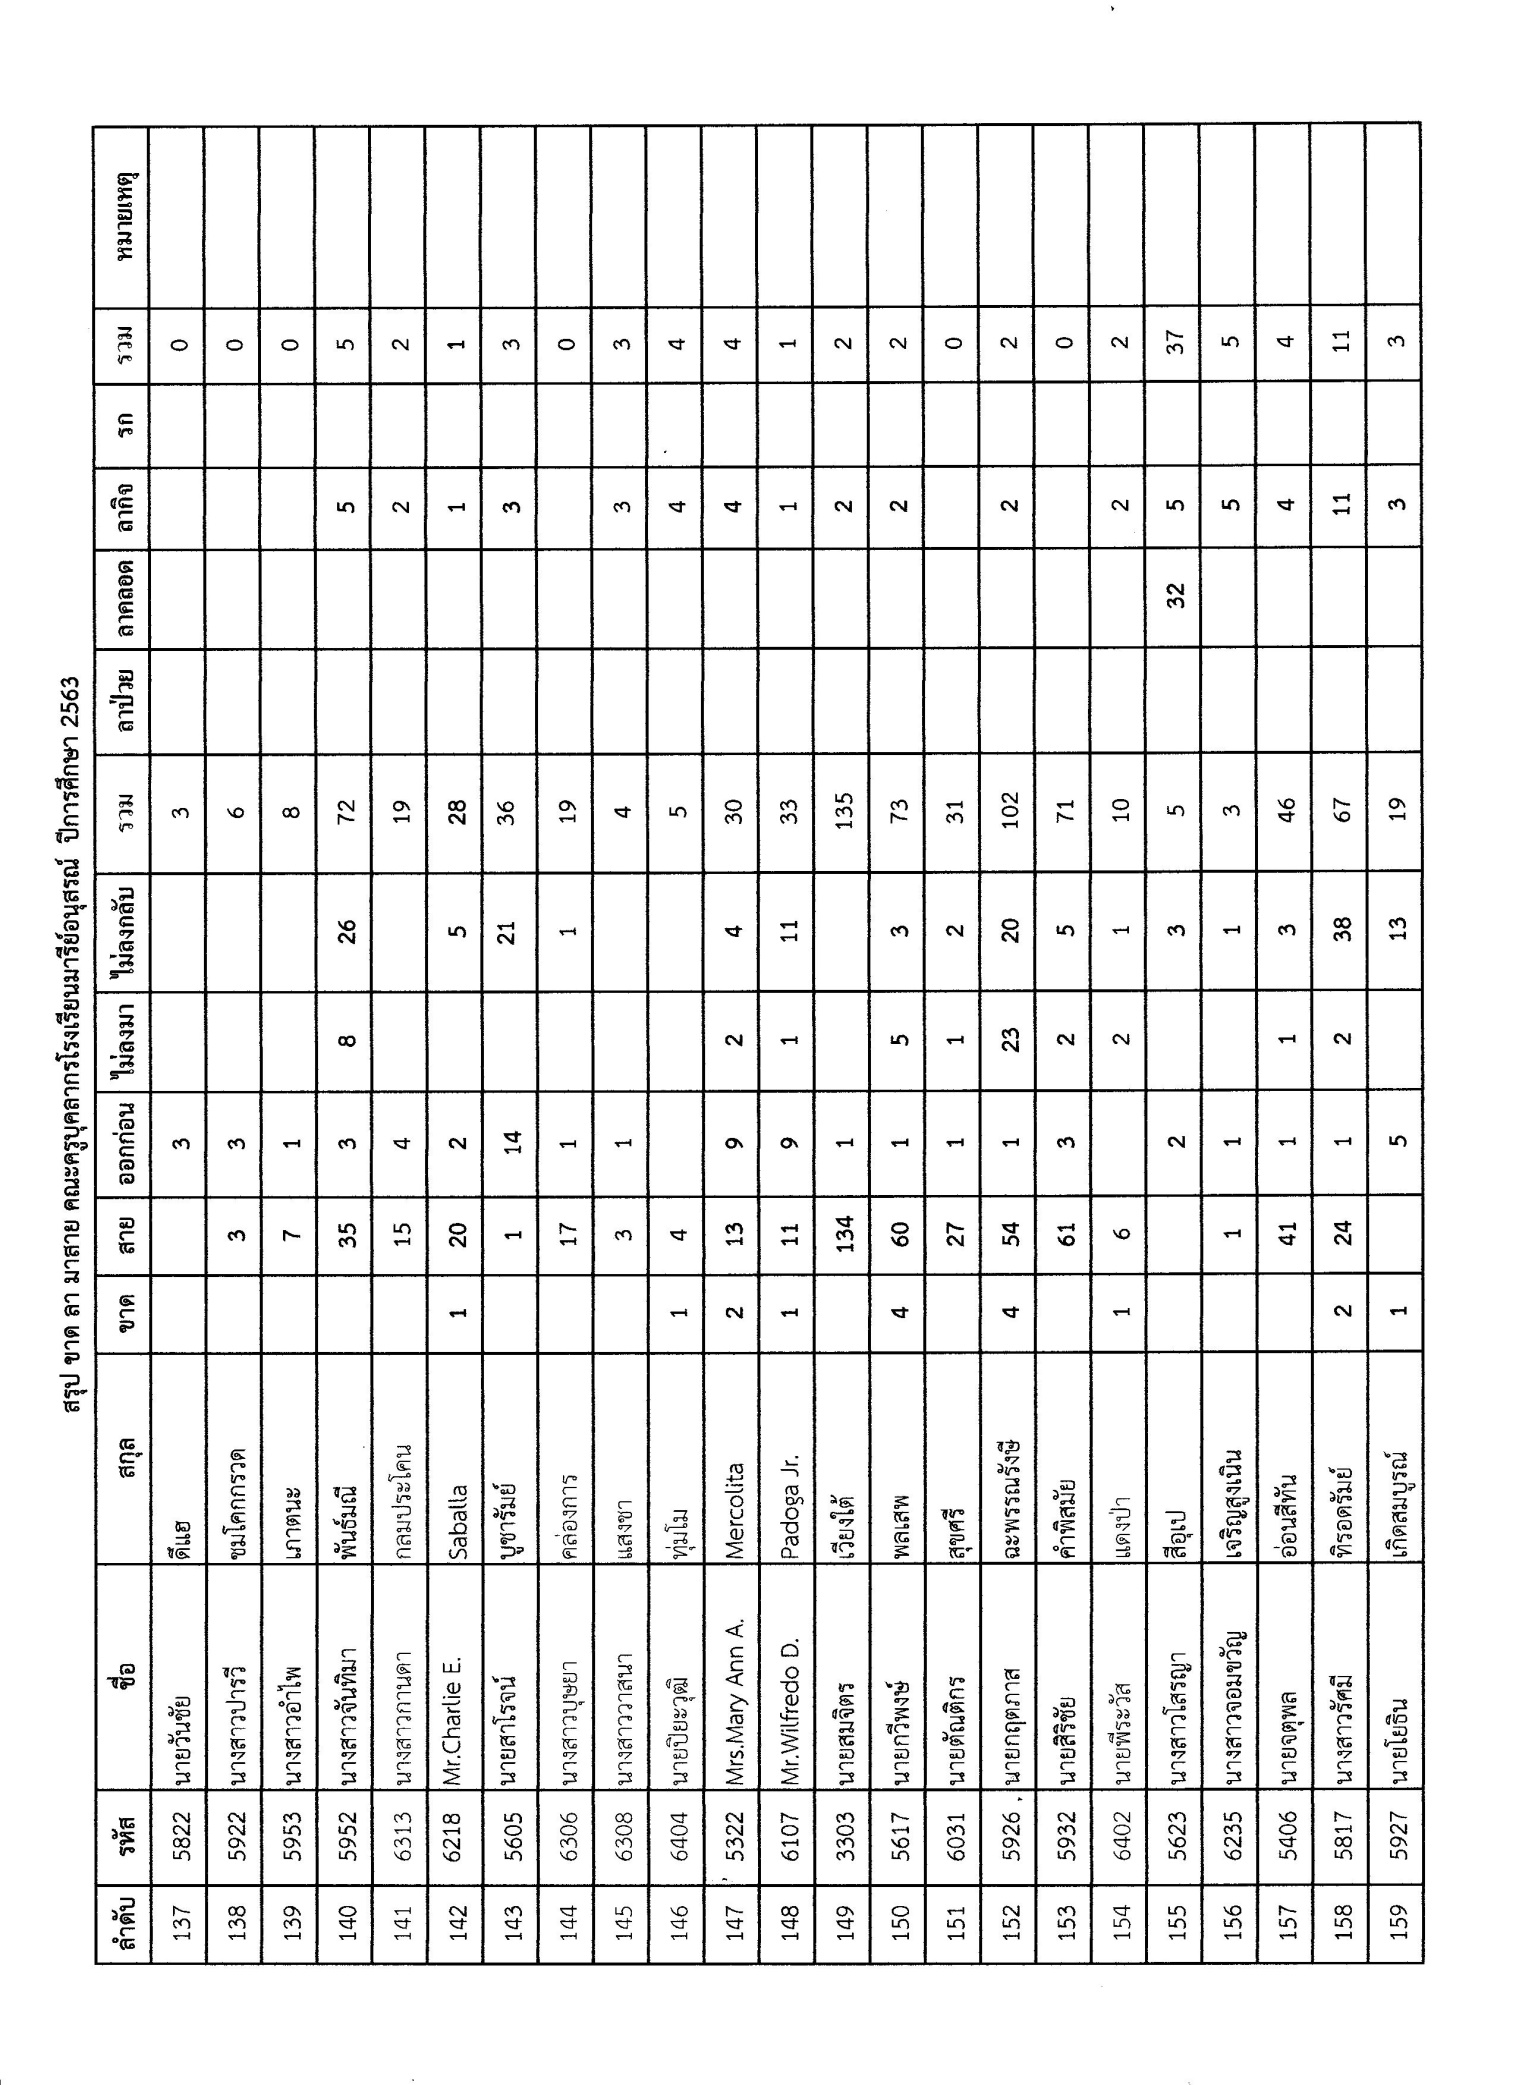 สรุป ขาด ลา มาสาย คณะครูบุคลากรโรงเรียนมารีย์อนุสรณ์ ปีการศึกษา 2563
ลำดับ รหัส ชื่อ สกุล ขาด สาย ออกก่อน ไม่ลงมา ไม่ลงกลับ รวม ลาป่วย ลาคลอด ลากิจ รก รวม หมายเหตุ
137 5822 นายวันชัย ดีแฮ 3 3 0
138 5922 นางสาวปารวี ชมโคกกรวด 3 3 6 0
139 5953 นางสาวอำไพ เภาตนะ 7 1 8 0
140 5952 นางสาวจันทิมา พันธ์มณี 35 3 8 26 72 5 5
141 6313 นางสาวกานดา กลมประโคน 15 4 19 2 2
142 6218 Mr.Charlie E. Saballa 1 20 2 5 28 1 1
143 5605 นายสาโรจน์ บูชารัมย์ 1 14 21 36 3 3
144 6306 นางสาวบุษยา คล่องการ 17 1 1 19 0
145 6308 นางสาววาสนา แสงขา 3 1 4 3 3
146 6404 นายปิยะวุฒิ ทุ่มโม 1 4 5 4 4
147 5322 Mrs.Mary Ann A. Mercolita 2 13 9 2 4 30 4 4
148 6107 Mr.Wilfredo D. Padoga Jr. 1 11 9 1 11 33 1 1
149 3303 นายสมจิตร เวียงใต้ 134 1 135 2 2
150 5617 นายกวีพงษ์ พลเสพ 4 60 1 5 3 73 2 2
151 6031 นายตัณติกร สุขศรี 27 1 1 2 31 0
152 5926 นายกฤตภาส ฉะพรรณรังษี 4 54 1 23 20 102 2 2
153 5932 นายสิริชัย คำพิสมัย 61 3 2 5 71 0
154 6402 นายพีระวัส แดงป่า 1 6 2 1 10 2 2
155 5623 นางสาวโสรญา สีอุเป 2 3 5 32 5 37
156 6235 นางสาวจอมขวัญ เจริญสูงเนิน 1 1 1 3 5 5
157 5406 นายจตุพล อ่อนสีทัน 41 1 1 3 46 4 4
158 5817 นางสาวรัศมี ทิรอดรัมย์ 2 24 1 2 38 67 11 11
159 5927 นายโยธิน เกิดสมบูรณ์ 1 5 13 19 3 3